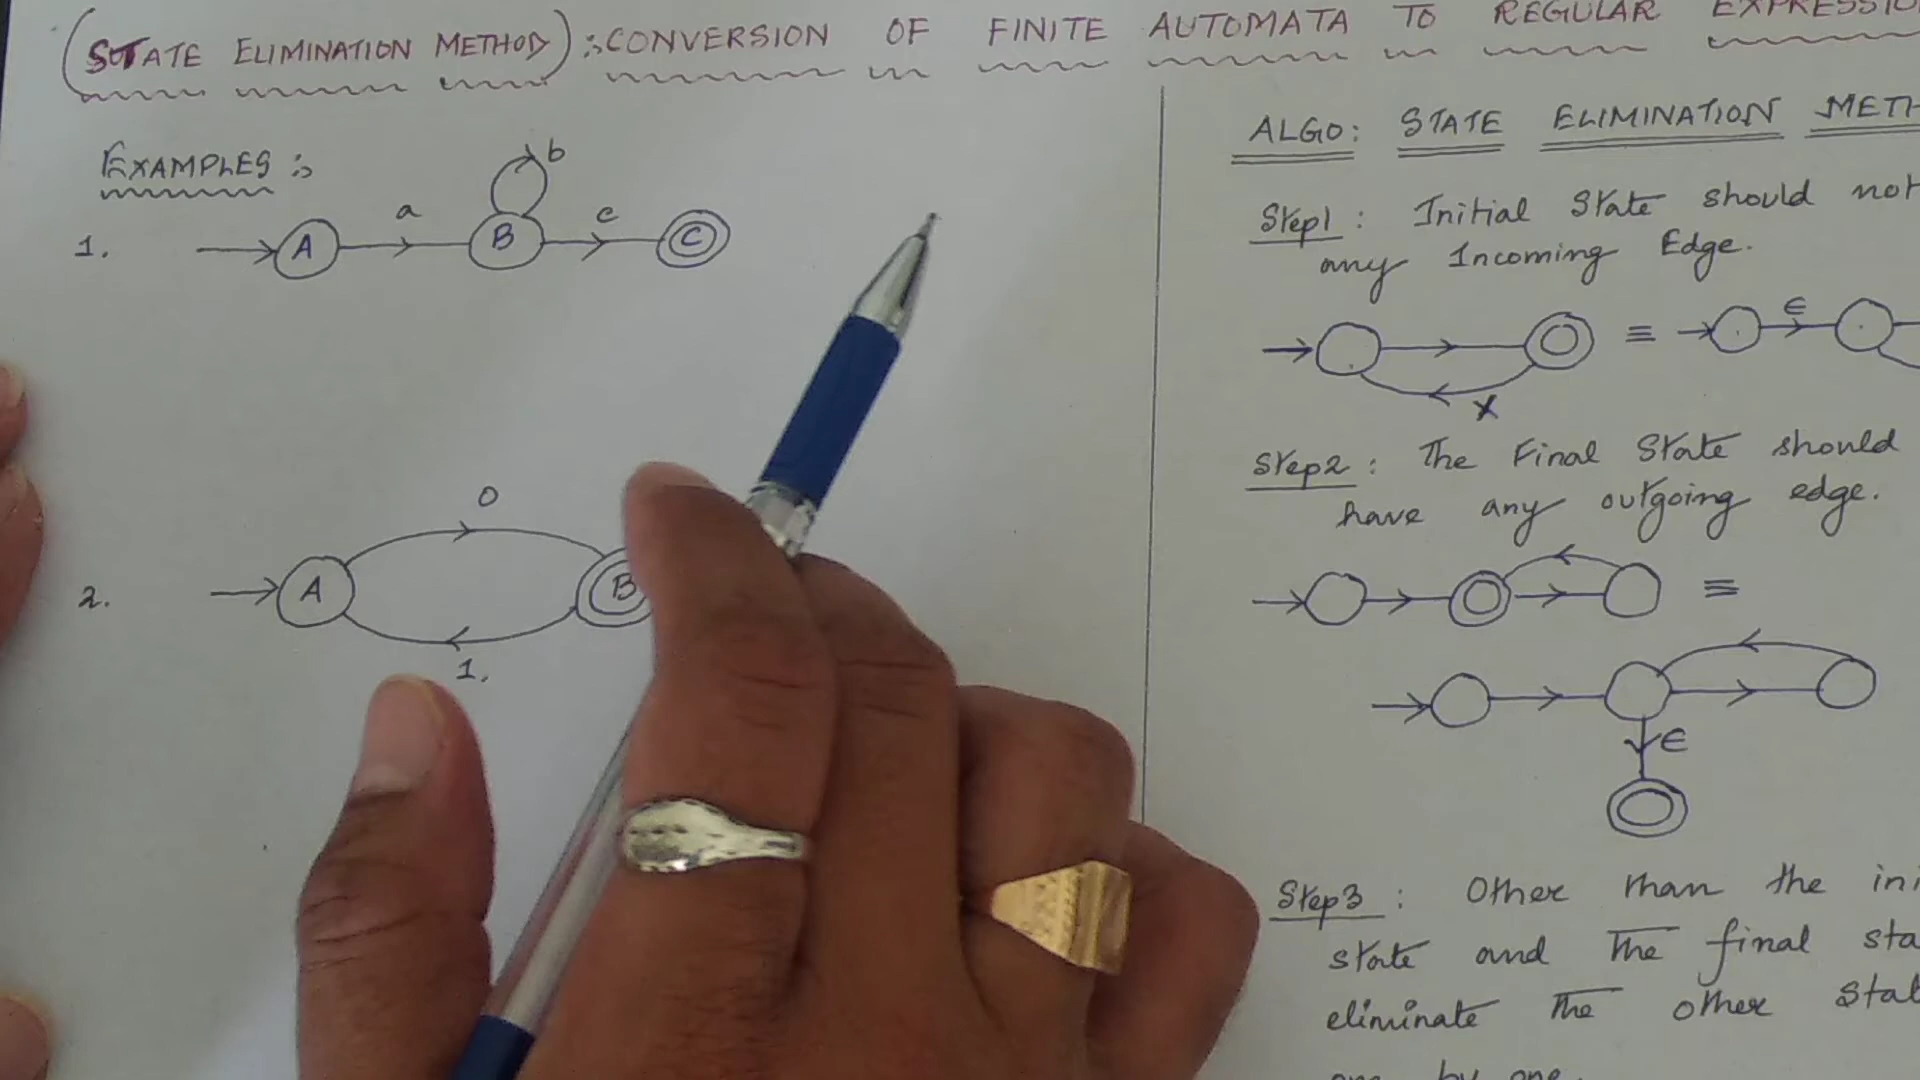 (STATE ELIMINATION METHOD) :. CONVERSION OF FINITE AUTOMATA TO REGULAR
EXAMPLES :.
1. A a B b c C
2. A 0 B 1.
ALGO: STATE ELIMINATION
Step1 : Initial State should not
any Incoming Edge.
≡ ϵ
X
Step2 : The Final State should
have any outgoing edge.
≡
ϵ
Step3 : Other than the
state and the final
eliminate the other